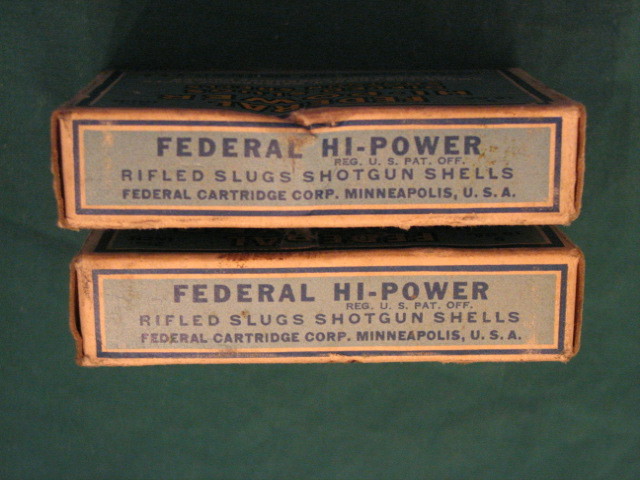 FEDERAL HI-POWER
REG. U. S. PAT. OFF.
RIFLED SLUGS SHOTGUN SHELLS
FEDERAL CARTRIDGE CORP. MINNEAPOLIS, U. S. A.
FEDERAL HI-POWER
REG. U. S. PAT. OFF.
RIFLED SLUGS SHOTGUN SHELLS
FEDERAL CARTRIDGE CORP. MINNEAPOLIS, U. S. A.